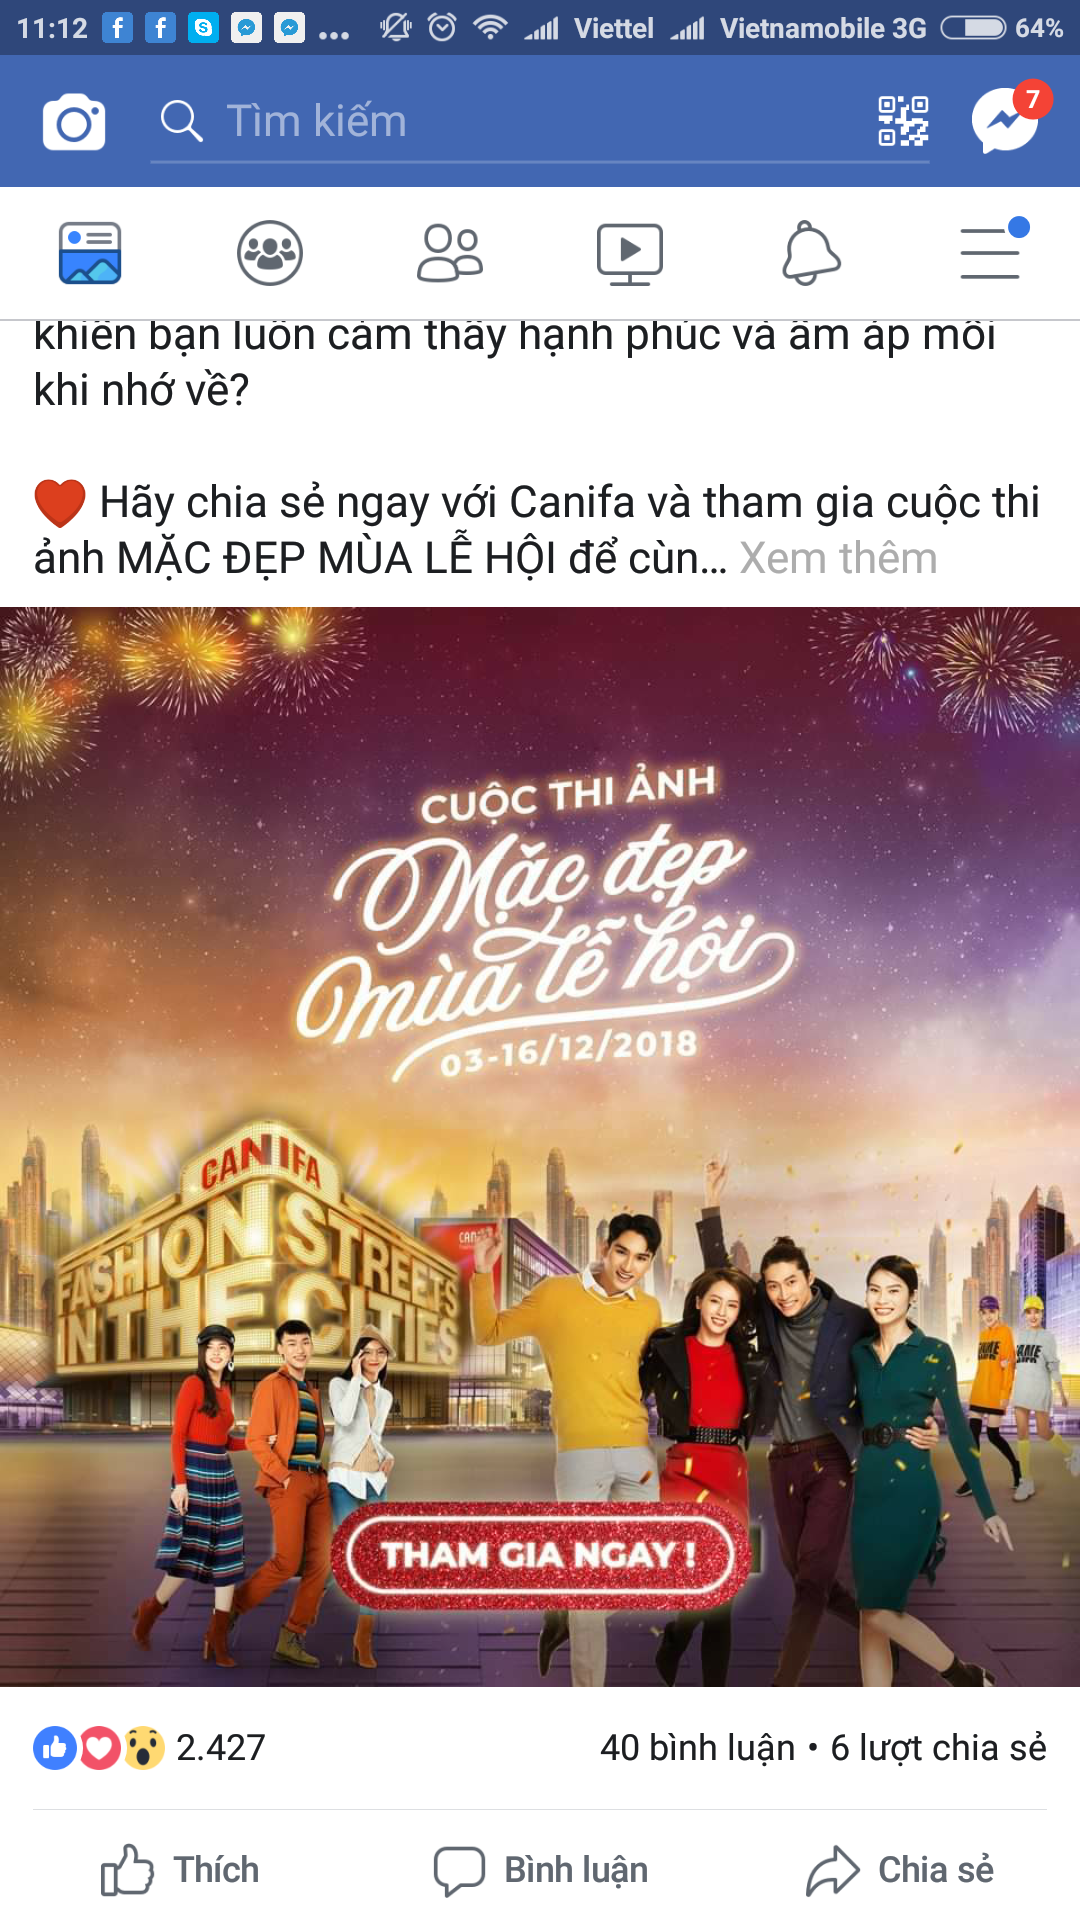 11:12 ... Viettel Vietnamobile 3G 64%
Tìm kiếm
7
khiến bạn luôn cảm thấy hạnh phúc và ấm áp mỗi
khi nhớ về?
Hãy chia sẻ ngay với Canifa và tham gia cuộc thi
ảnh MẶC ĐẸP MÙA LỄ HỘI để cùn... Xem thêm
CUỘC THI ẢNH
Mặc đẹp
mùa lễ hội
03-16/12/2018
CANIFA
FASHION STREETS
IN THE CITIES
THAM GIA NGAY !
2.427
40 bình luận • 6 lượt chia sẻ
Thích Bình luận Chia sẻ